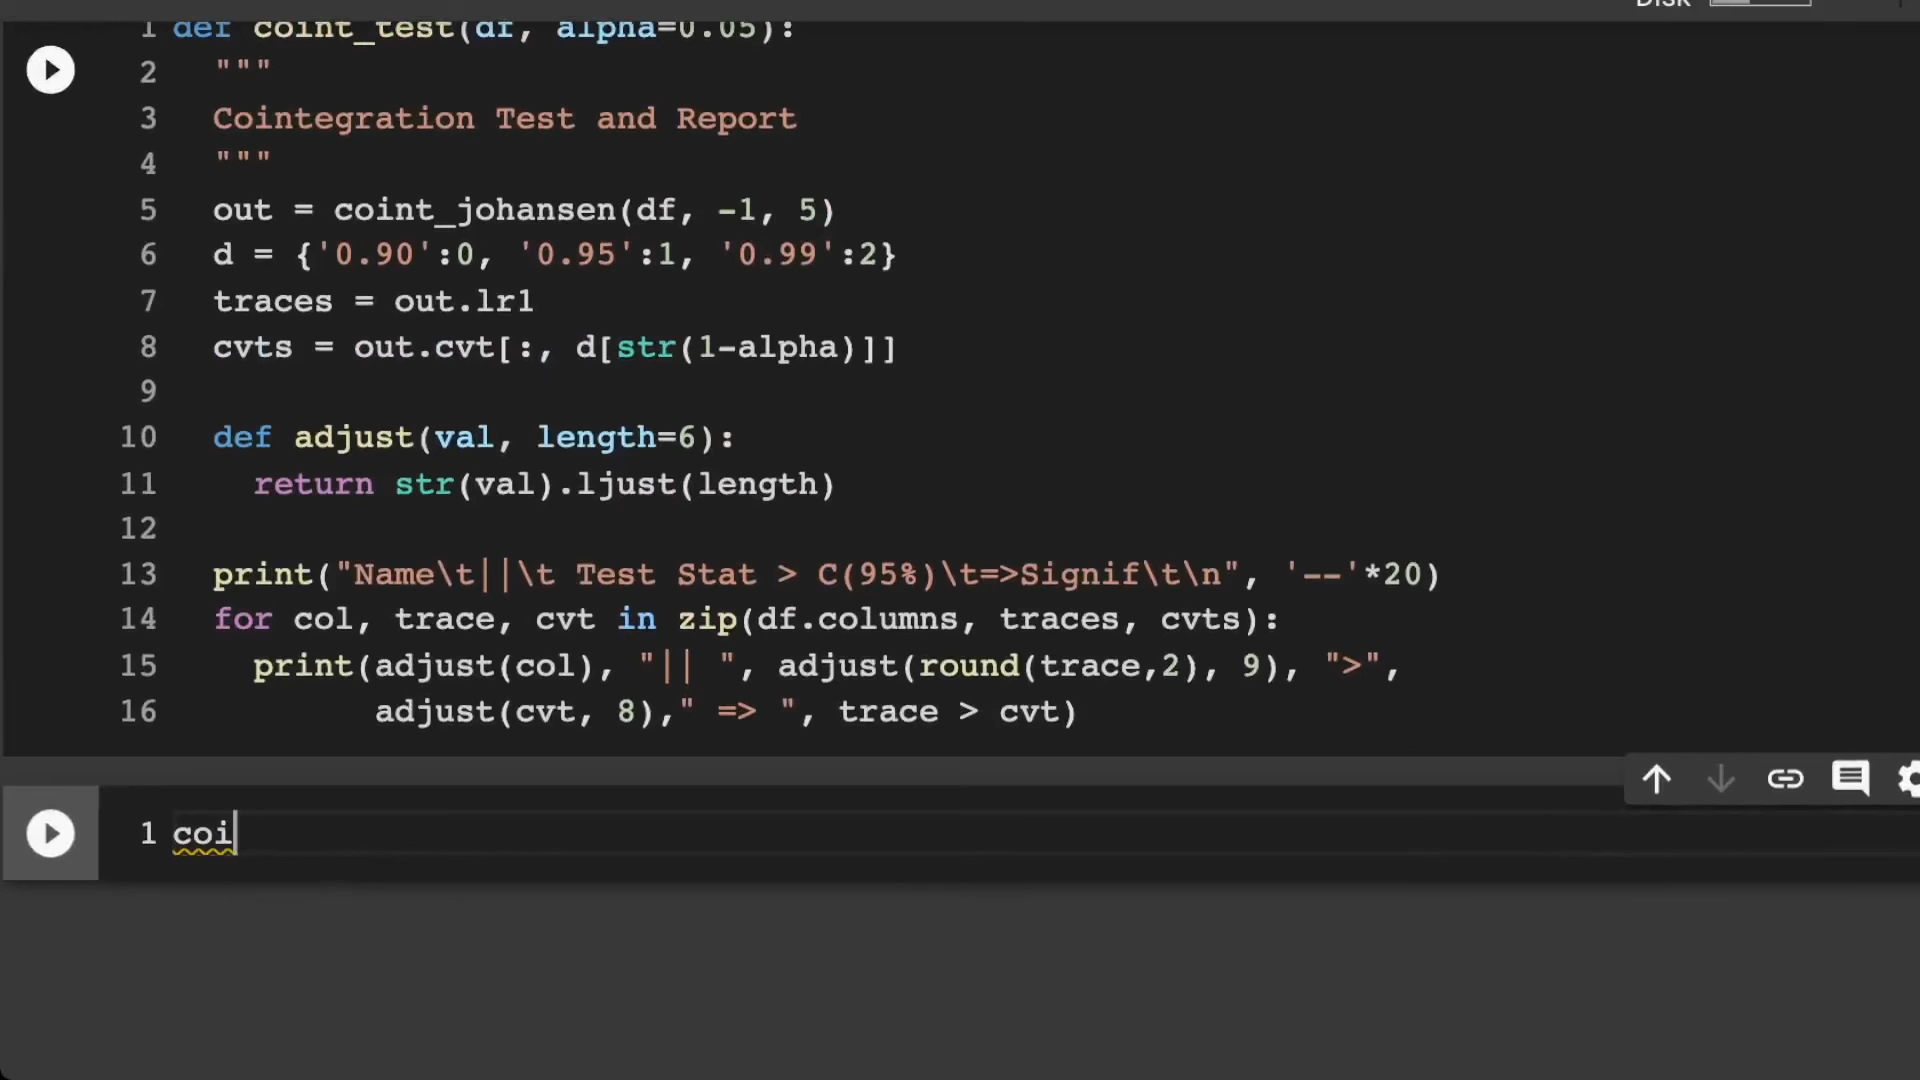 DISK
1 def coint_test(df, alpha=0.05):
2   """
3   Cointegration Test and Report
4   """
5   out = coint_johansen(df, -1, 5)
6   d = {'0.90':0, '0.95':1, '0.99':2}
7   traces = out.lr1
8   cvts = out.cvt[:, d[str(1-alpha)]]
9
10   def adjust(val, length=6):
11     return str(val).ljust(length)
12
13   print("Name\t||\t Test Stat > C(95%)\t=>Signif\t\n", '--'*20)
14   for col, trace, cvt in zip(df.columns, traces, cvts):
15     print(adjust(col), "|| ", adjust(round(trace,2), 9), ">",
16           adjust(cvt, 8)," => ", trace > cvt)
1 coi